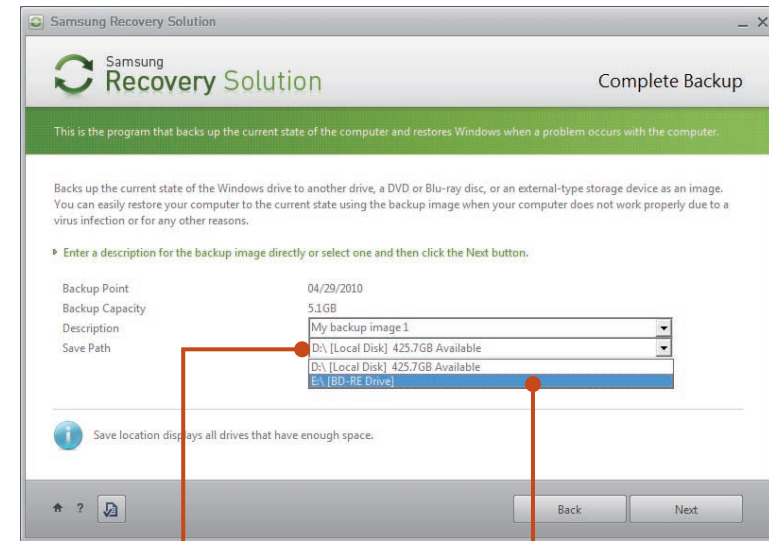 Samsung Recovery Solution
Samsung
Recovery Solution
Complete Backup
This is the program that backs up the current state of the computer and restores Windows when a problem occurs with the computer.
Backs up the current state of the Windows drive to another drive, a DVD or Blu-ray disc, or an external-type storage device as an image.
You can easily restore your computer to the current state using the backup image when your computer does not work properly due to a
virus infection or for any other reasons.
Enter a description for the backup image directly or select one and then click the Next button.
Backup Point 04/29/2010
Backup Capacity 5.1GB
Description My backup image 1
Save Path D:\ [Local Disk] 425.7GB Available
D:\ [Local Disk] 425.7GB Available
E:\ [BD-RE Drive]
Save location displays all drives that have enough space.
? Back Next